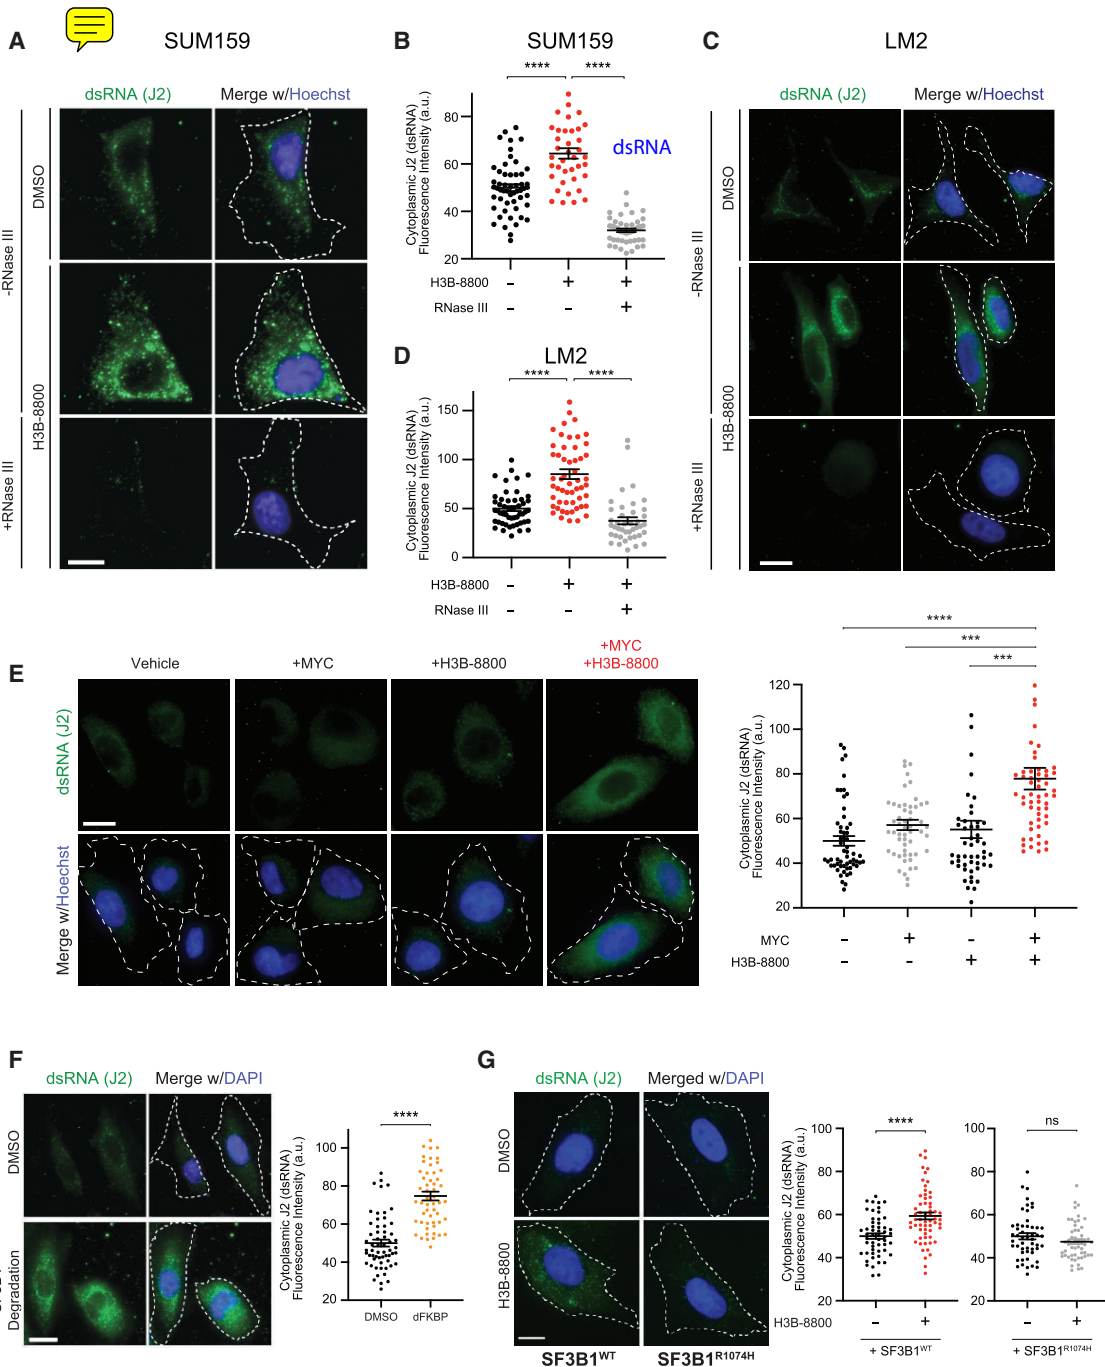 A
SUM159
dsRNA (J2)
Merge w/Hoechst
-RNase III
+RNase III
DMSO
H3B-8800
B
SUM159
****
****
Cytoplasmic J2 (dsRNA)
Fluorescence Intensity (a.u.)
80
60
40
20
dsRNA
H3B-8800 - + +
RNase III - - +
C
LM2
dsRNA (J2)
Merge w/Hoechst
-RNase III
+RNase III
DMSO
H3B-8800
D
LM2
****
****
Cytoplasmic J2 (dsRNA)
Fluorescence Intensity (a.u.)
150
100
50
0
H3B-8800 - + +
RNase III - - +
E
Vehicle
+MYC
+H3B-8800
+MYC
+H3B-8800
dsRNA (J2)
Merge w/Hoechst
****
***
***
Cytoplasmic J2 (dsRNA)
Fluorescence Intensity (a.u.)
120
100
80
60
40
20
MYC - + - +
H3B-8800 - - + +
F
dsRNA (J2)
Merge w/DAPI
DMSO
Degradation
****
Cytoplasmic J2 (dsRNA)
Fluorescence Intensity (a.u.)
100
80
60
40
20
DMSO
dFKBP
G
dsRNA (J2)
Merged w/DAPI
DMSO
H3B-8800
SF3B1WT
SF3B1R1074H
****
Cytoplasmic J2 (dsRNA)
Fluorescence Intensity (a.u.)
100
80
60
40
20
ns
100
80
60
40
20
H3B-8800 - + - +
+ SF3B1WT
+ SF3B1R1074H